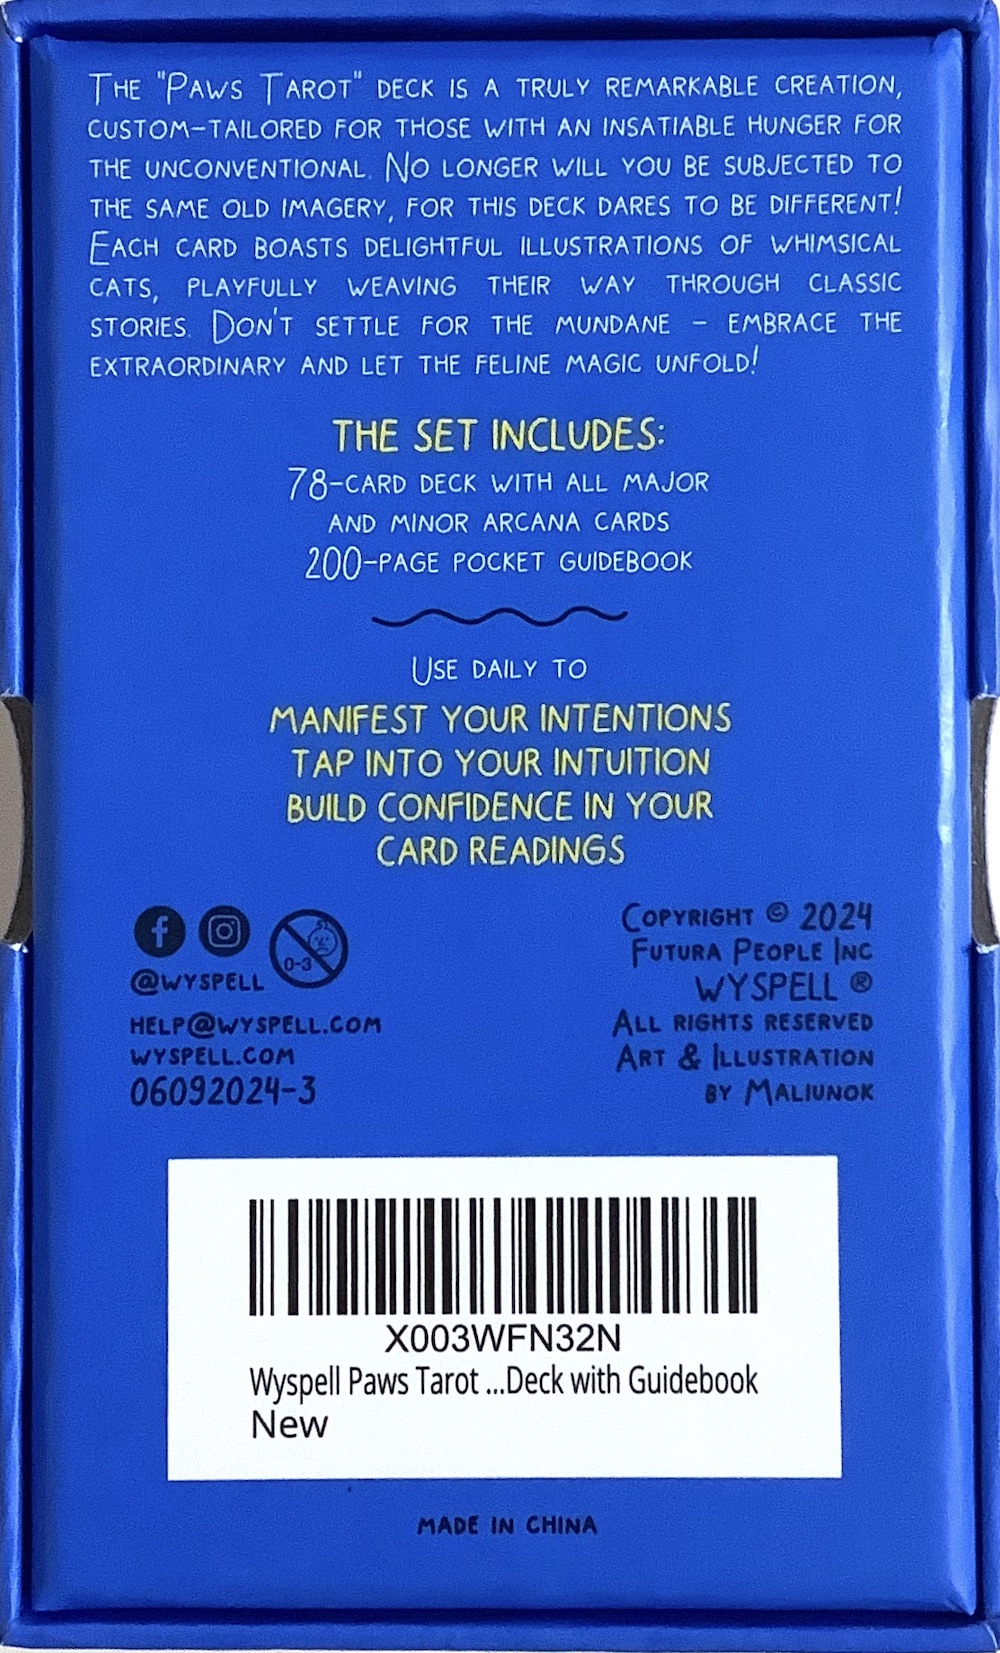 The "Paws Tarot" deck is a truly remarkable creation,
custom-tailored for those with an insatiable hunger for
the unconventional. No longer will you be subjected to
the same old imagery, for this deck dares to be different!
Each card boasts delightful illustrations of whimsical
cats, playfully weaving their way through classic
stories. Don't settle for the mundane – embrace the
extraordinary and let the feline magic unfold!
THE SET INCLUDES:
78-card deck with all major
and minor arcana cards
200-page pocket guidebook
Use daily to
MANIFEST YOUR INTENTIONS
TAP INTO YOUR INTUITION
BUILD CONFIDENCE IN YOUR
CARD READINGS
0-3
@wyspell
help@wyspell.com
wyspell.com
06092024-3
Copyright © 2024
Futura People Inc
WYSPELL ®
All rights reserved
Art & Illustration
by Maliunok
X003WFN32N
Wyspell Paws Tarot ...Deck with Guidebook
New
MADE IN CHINA